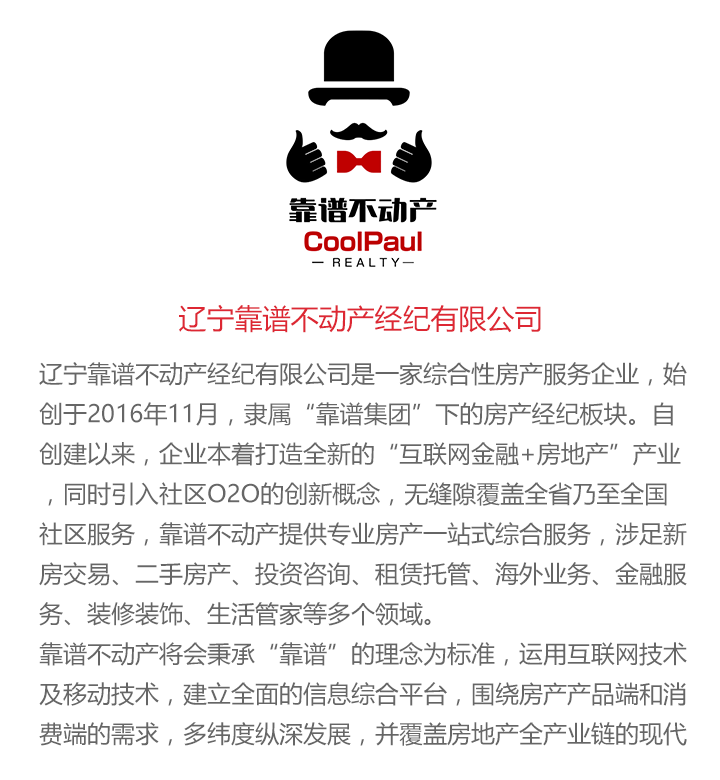 靠谱不动产
CoolPaul
REALTY
辽宁靠谱不动产经纪有限公司
辽宁靠谱不动产经纪有限公司是一家综合性房产服务企业，始
创于2016年11月，隶属“靠谱集团”下的房产经纪板块。自
创建以来，企业本着打造全新的“互联网金融+房地产”产业
，同时引入社区O2O的创新概念，无缝隙覆盖全省乃至全国
社区服务，靠谱不动产提供专业房产一站式综合服务，涉足新
房交易、二手房产、投资咨询、租赁托管、海外业务、金融服
务、装修装饰、生活管家等多个领域。
靠谱不动产将会秉承“靠谱”的理念为标准，运用互联网技术
及移动技术，建立全面的信息综合平台，围绕房产产品端和消
费端的需求，多纬度纵深发展，并覆盖房地产全产业链的现代